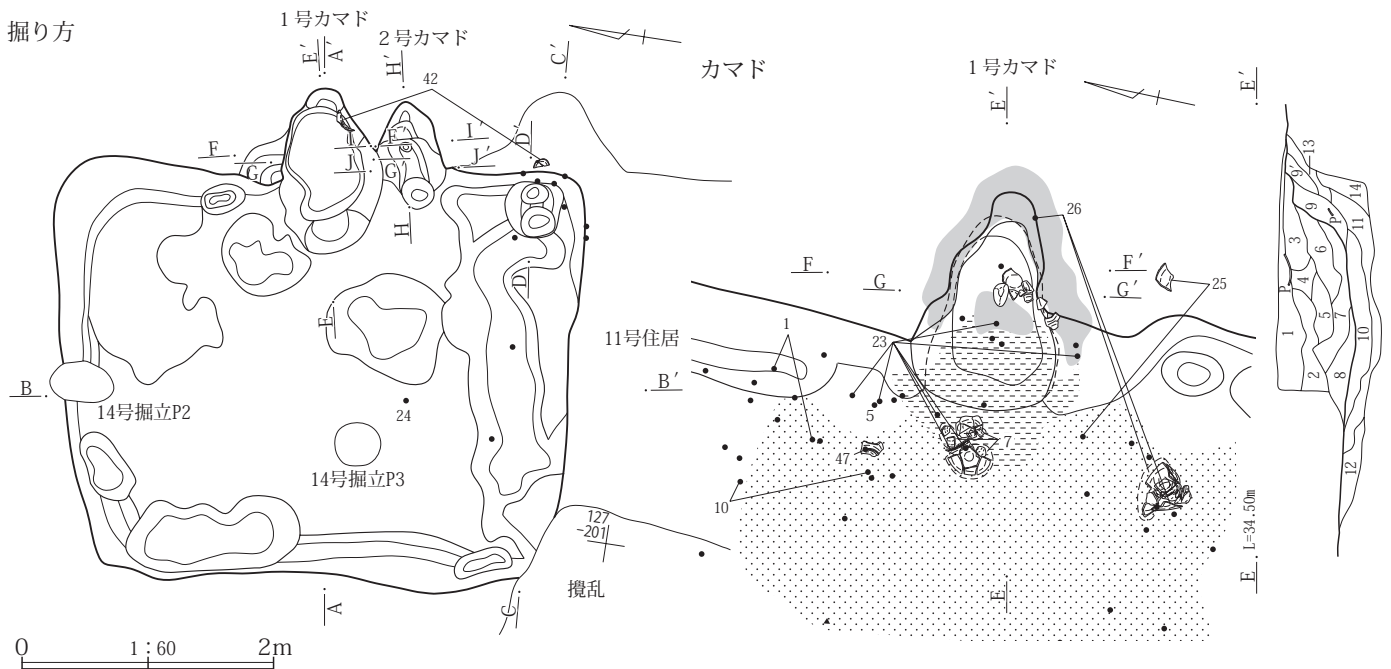 掘り方
1号カマド
2号カマド
E′
A′
H′
C′
42
F
G
F′
G′
J
I′
J′
D′
H
D
E
B
B′
14号掘立P2
24
14号掘立P3
11号住居
127
-201
攪乱
A
C
0
1：60
2m
カマド
1号カマド
E′
F
G
F′
G′
26
25
1
23
5
47
7
10
E
E′
13
9′
14
9
P
11
3
6
4
P
5
7
1
10
2
8
12
E
L=34.50m